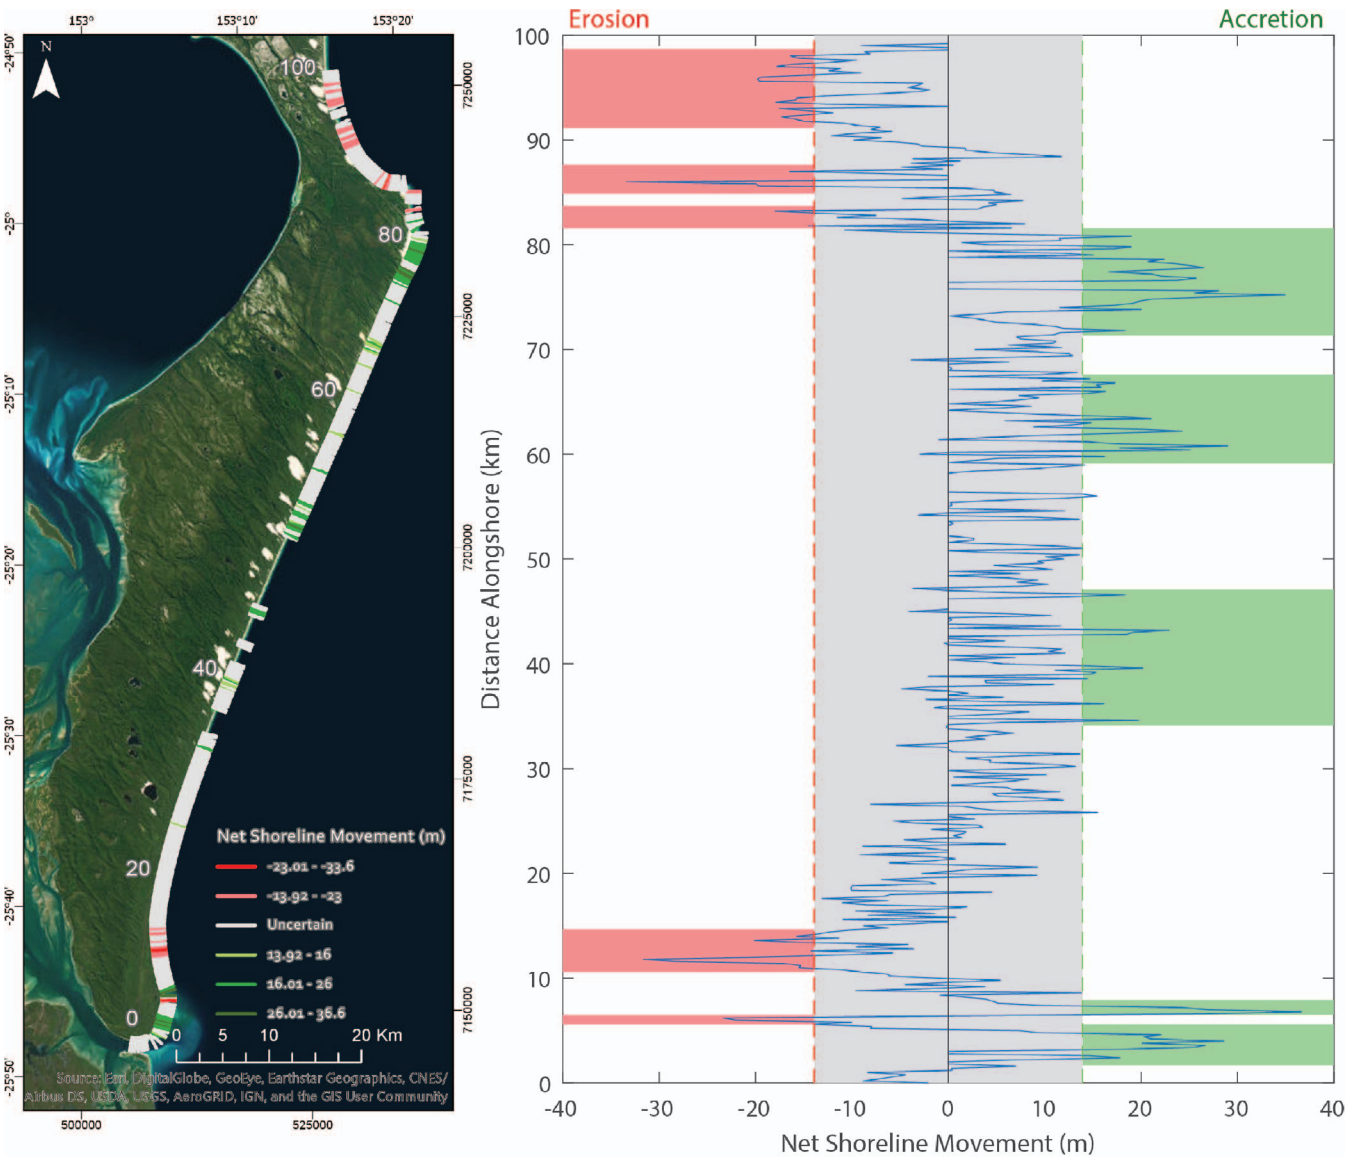 153° 153°10' 153°20'
N
-24°50'
-25°
-25°10'
-25°20'
-25°30'
-25°40'
-25°50'
100
80
60
40
20
0
7250000
7225000
7200000
7175000
7150000
Net Shoreline Movement (m)
-23.01 - -33.6
-13.92 - -23
Uncertain
13.92 - 16
16.01 - 26
26.01 - 36.6
0 5 10 20 Km
Source: Esri, DigitalGlobe, GeoEye, Earthstar Geographics, CNES/
Airbus DS, USDA, USGS, AeroGRID, IGN, and the GIS User Community
500000 525000
Erosion Accretion
Distance Alongshore (km)
100
90
80
70
60
50
40
30
20
10
0
-40 -30 -20 -10 0 10 20 30 40
Net Shoreline Movement (m)